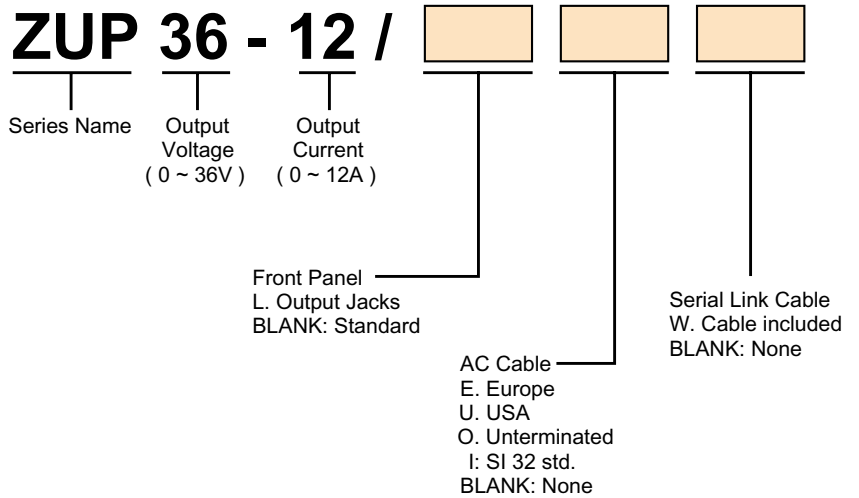 ZUP 36 - 12 /
Series Name
Output
Voltage
( 0 ~ 36V )
Output
Current
( 0 ~ 12A )
Front Panel
L. Output Jacks
BLANK: Standard
AC Cable
E. Europe
U. USA
O. Unterminated
I: SI 32 std.
BLANK: None
Serial Link Cable
W. Cable included
BLANK: None